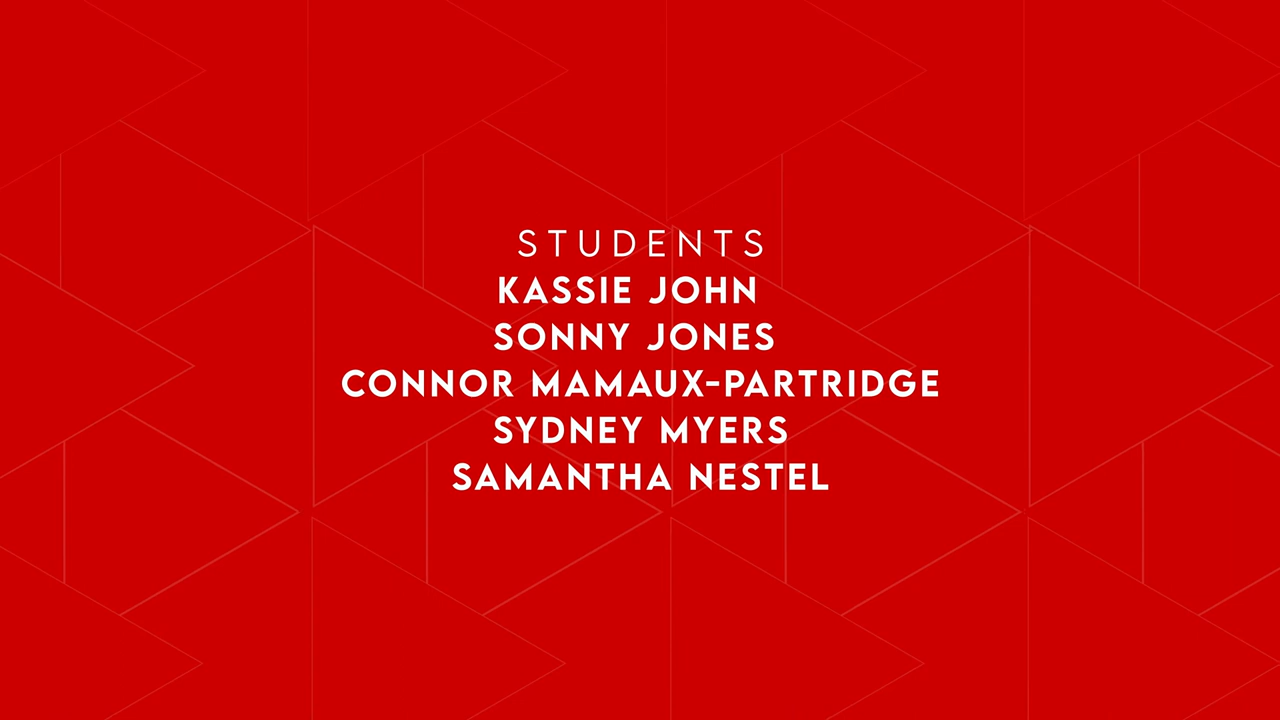 STUDENTS
KASSIE JOHN
SONNY JONES
CONNOR MAMAUX-PARTRIDGE
SYDNEY MYERS
SAMANTHA NESTEL